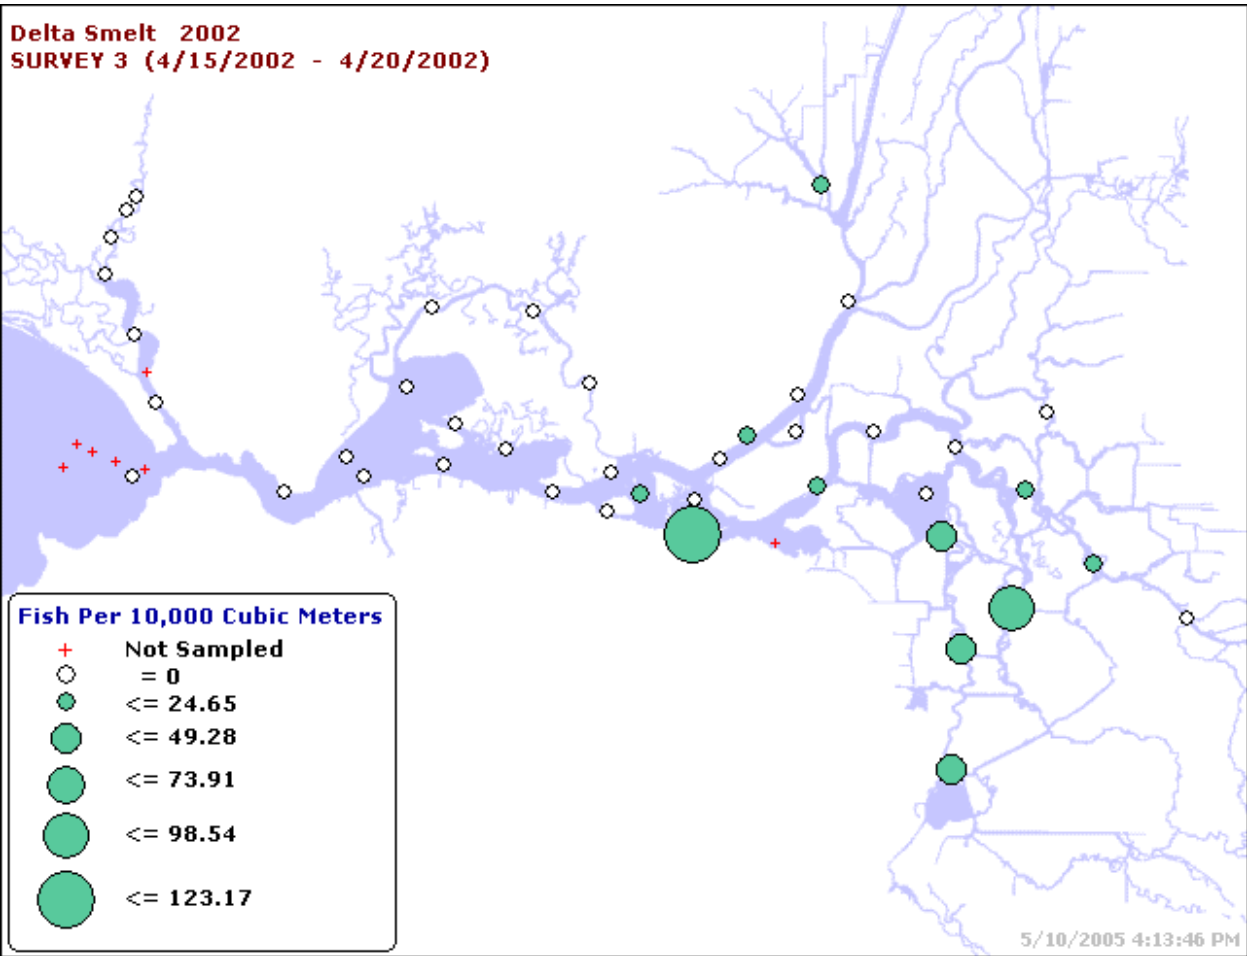 Delta Smelt 2002
SURVEY 3 (4/15/2002 - 4/20/2002)
Fish Per 10,000 Cubic Meters
Not Sampled
= 0
<= 24.65
<= 49.28
<= 73.91
<= 98.54
<= 123.17
5/10/2005 4:13:46 PM